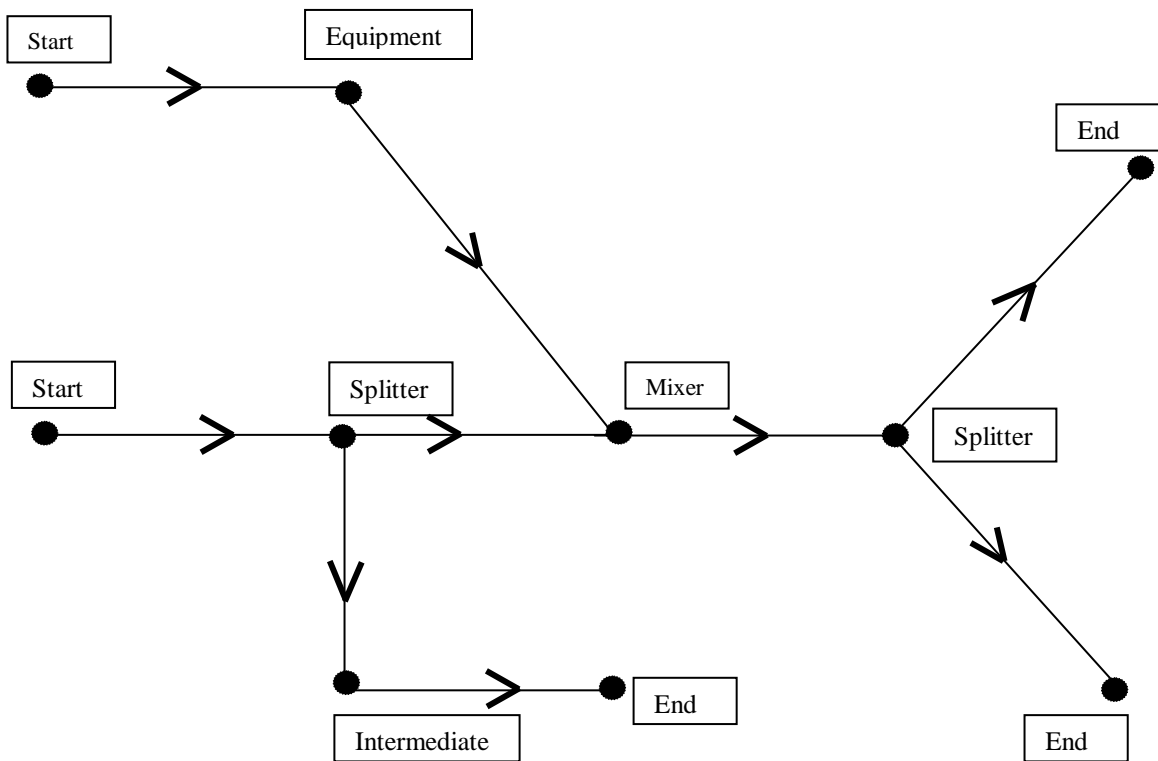 Start
Equipment
End
Start
Splitter
Mixer
Splitter
End
Intermediate
End